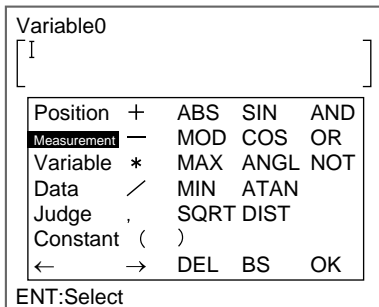 Variable0
[ ]
Position + ABS SIN AND
Measurement − MOD COS OR
Variable * MAX ANGL NOT
Data ／ MIN ATAN
Judge , SQRT DIST
Constant ( )
← → DEL BS OK
ENT:Select